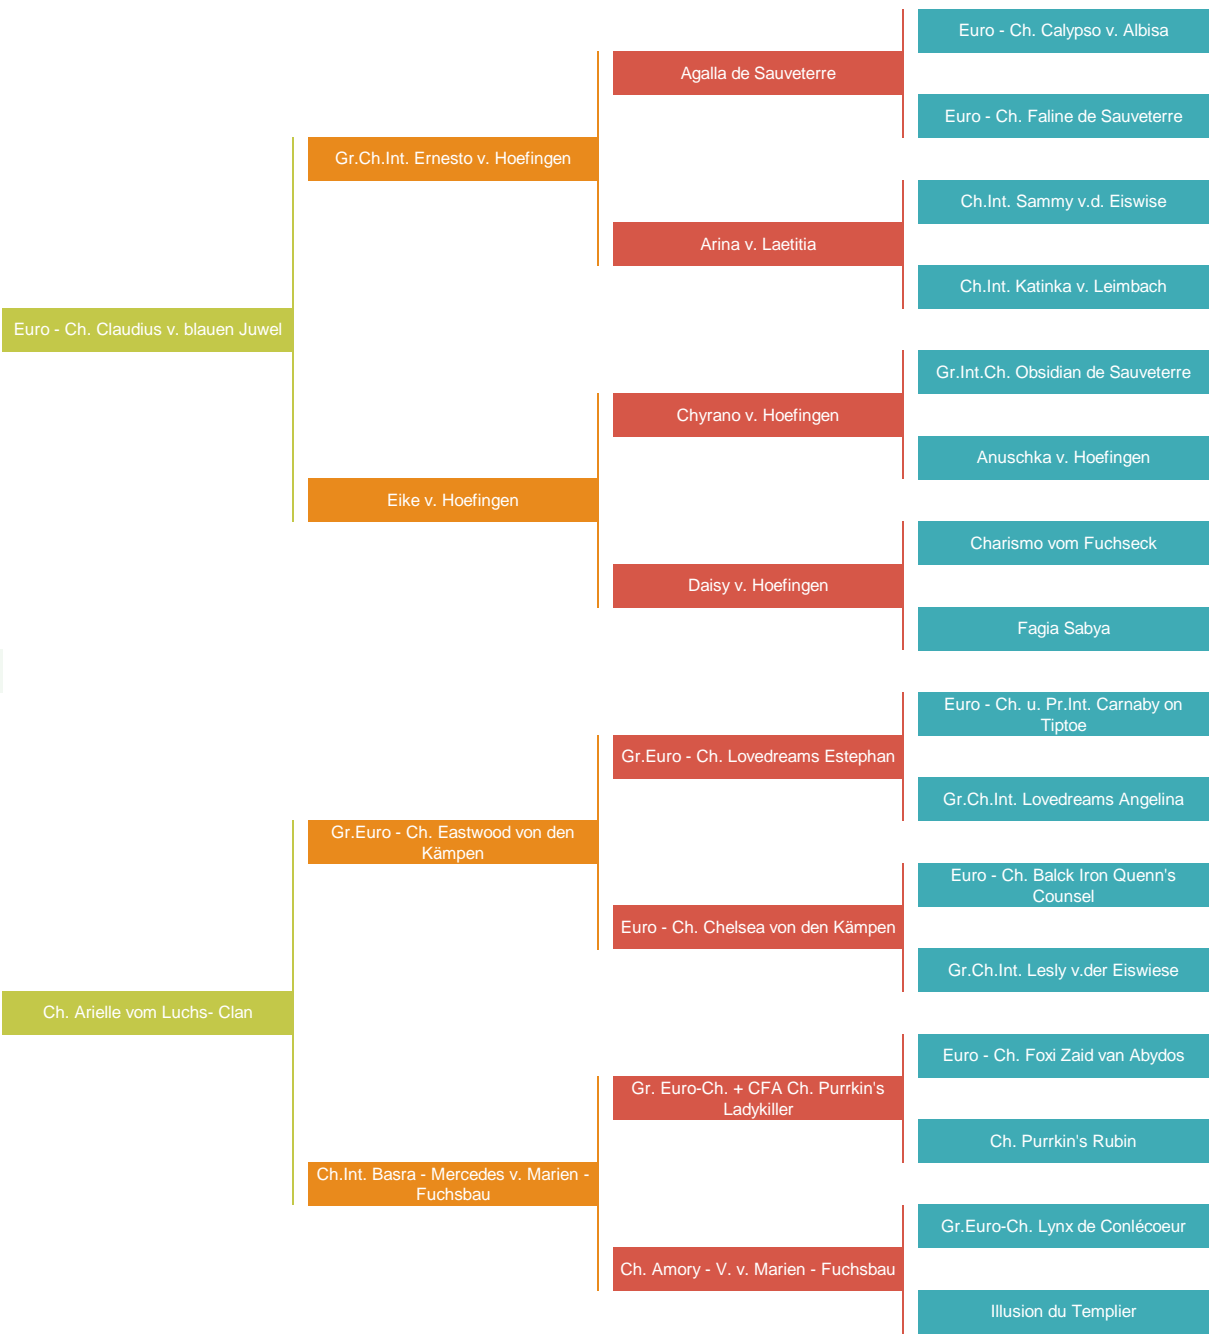 Euro - Ch. Calypso v. Albisa
Agalla de Sauveterre
Euro - Ch. Faline de Sauveterre
Gr.Ch.Int. Ernesto v. Hoefingen
Ch.Int. Sammy v.d. Eiswise
Arina v. Laetitia
Ch.Int. Katinka v. Leimbach
Euro - Ch. Claudius v. blauen Juwel
Gr.Int.Ch. Obsidian de Sauveterre
Chyrano v. Hoefingen
Anuschka v. Hoefingen
Eike v. Hoefingen
Charismo vom Fuchseck
Daisy v. Hoefingen
Fagia Sabya
Euro - Ch. u. Pr.Int. Carnaby on
Tiptoe
Gr.Euro - Ch. Lovedreams Estephan
Gr.Ch.Int. Lovedreams Angelina
Gr.Euro - Ch. Eastwood von den
Kämpen
Euro - Ch. Balck Iron Quenn's
Counsel
Euro - Ch. Chelsea von den Kämpen
Gr.Ch.Int. Lesly v.der Eiswiese
Ch. Arielle vom Luchs- Clan
Euro - Ch. Foxi Zaid van Abydos
Gr. Euro-Ch. + CFA Ch. Purrkin's
Ladykiller
Ch. Purrkin's Rubin
Ch.Int. Basra - Mercedes v. Marien -
Fuchsbau
Gr.Euro-Ch. Lynx de Conlécoeur
Ch. Amory - V. v. Marien - Fuchsbau
Illusion du Templier